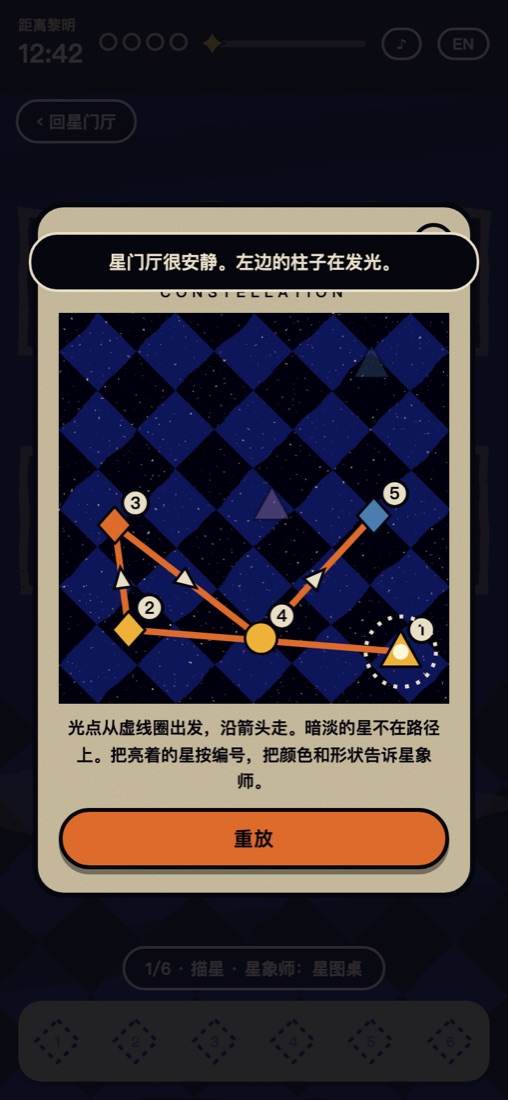 距离黎明
12:42
♪
EN
‹ 回星门厅
星门厅很安静。左边的柱子在发光。
CONSTELLATION
3
5
2
4
1
光点从虚线圈出发，沿箭头走。暗淡的星不在路径
上。把亮着的星按编号，把颜色和形状告诉星象
师。
重放
1/6 · 描星 · 星象师：星图桌
1 2 3 4 5 6